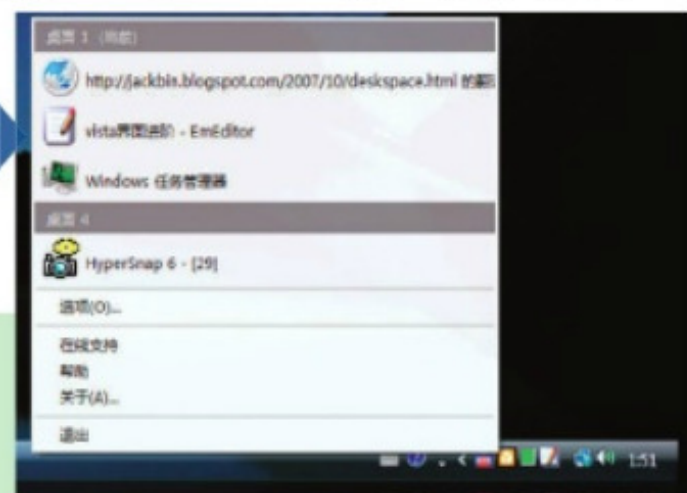 桌面 1 (当前)
http://jackbin.blogspot.com/2007/10/deskspace.html 的
vista界面进阶 - EmEditor
Windows 任务管理器
桌面 4
HyperSnap 6 - [29]
选项(O)...
在线支持
帮助
关于(A)...
退出
1:51